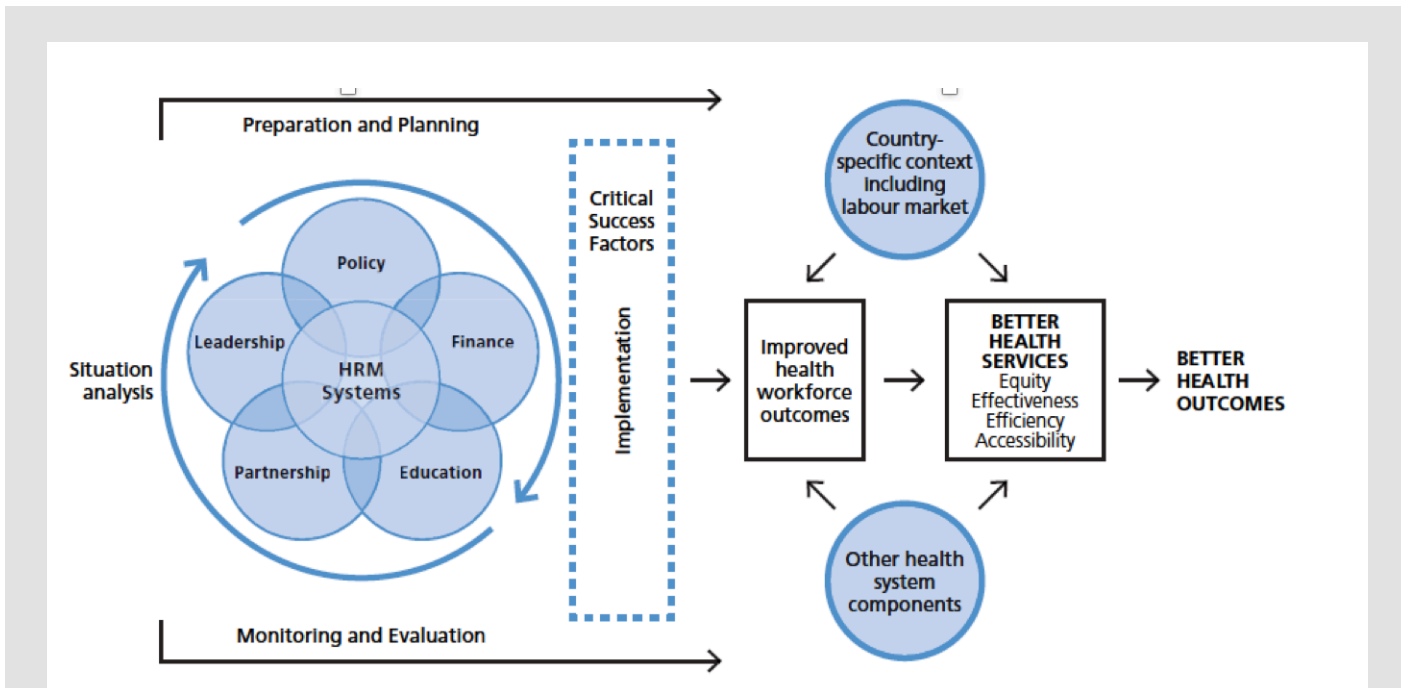 Preparation and Planning
Situation
analysis
Policy
Leadership
Finance
HRM
Systems
Partnership
Education
Monitoring and Evaluation
Critical
Success
Factors
Implementation
Country-
specific context
including
labour market
Improved
health
workforce
outcomes
BETTER
HEALTH
SERVICES
Equity
Effectiveness
Efficiency
Accessibility
Other health
system
components
BETTER
HEALTH
OUTCOMES